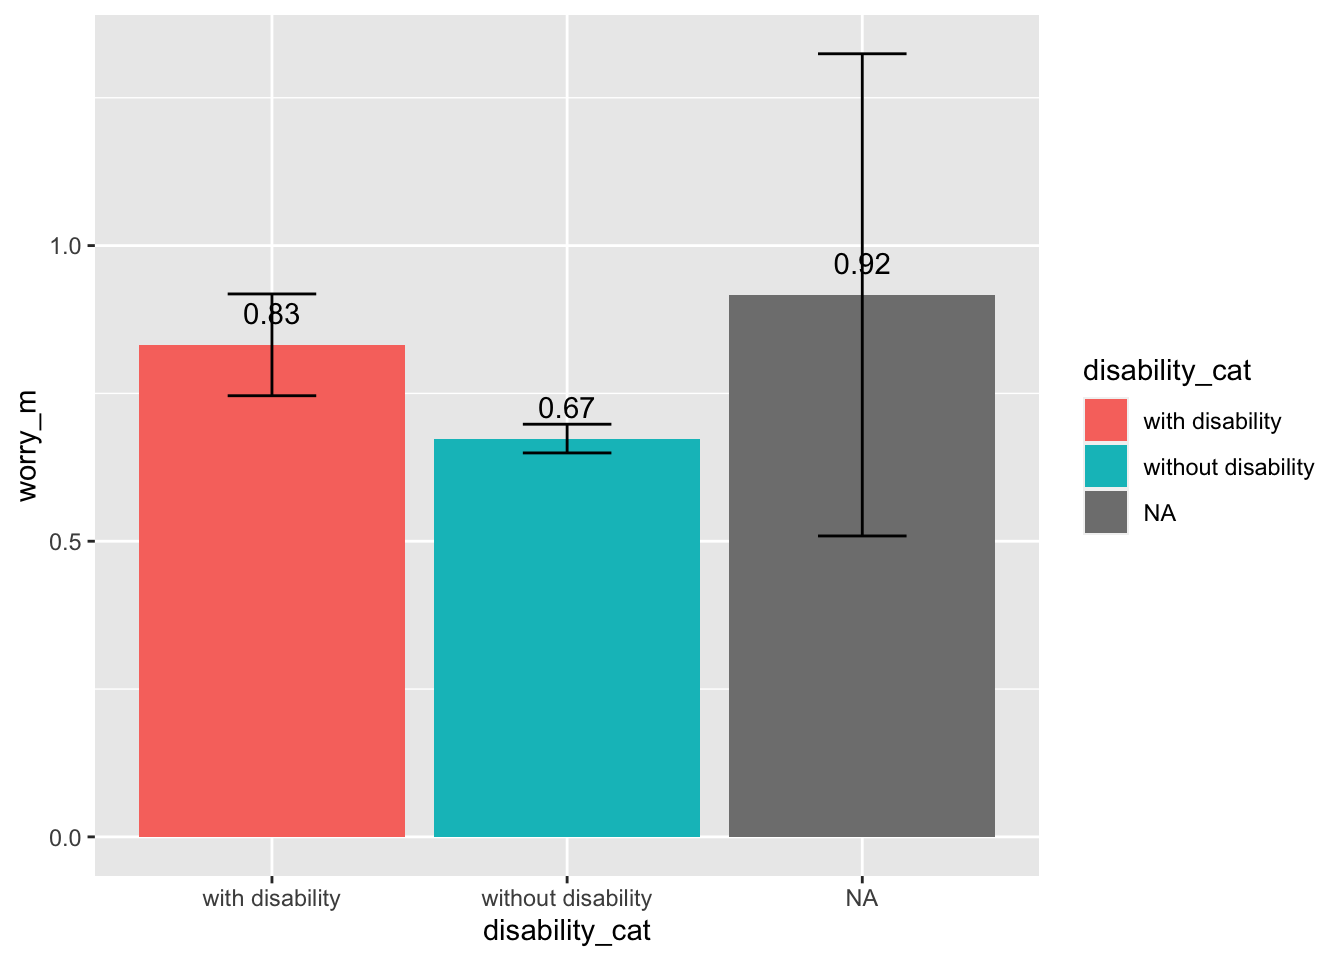 worry_m
1.0
0.5
0.0
0.83
0.67
0.92
with disability
without disability
NA
disability_cat
disability_cat
with disability
without disability
NA